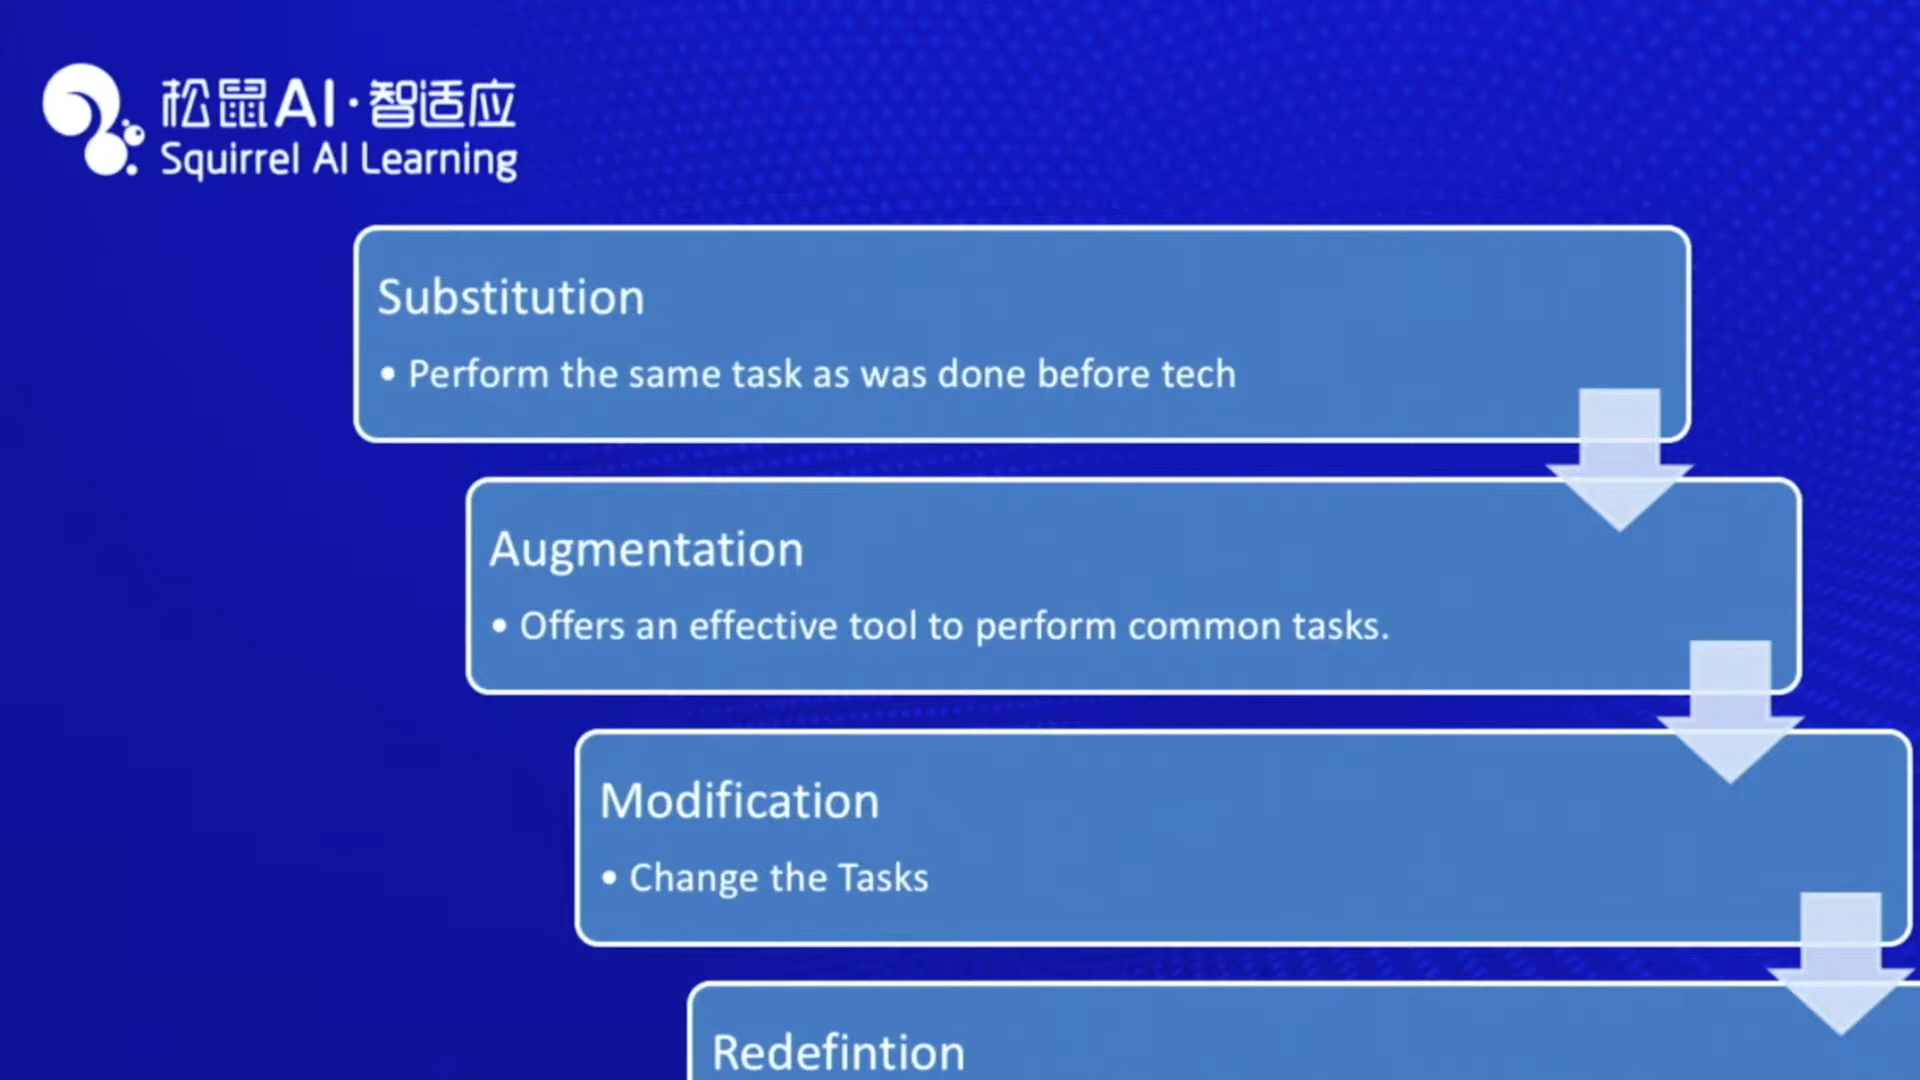 松鼠AI·智适应
Squirrel AI Learning
Substitution
• Perform the same task as was done before tech
Augmentation
• Offers an effective tool to perform common tasks.
Modification
• Change the Tasks
Redefintion